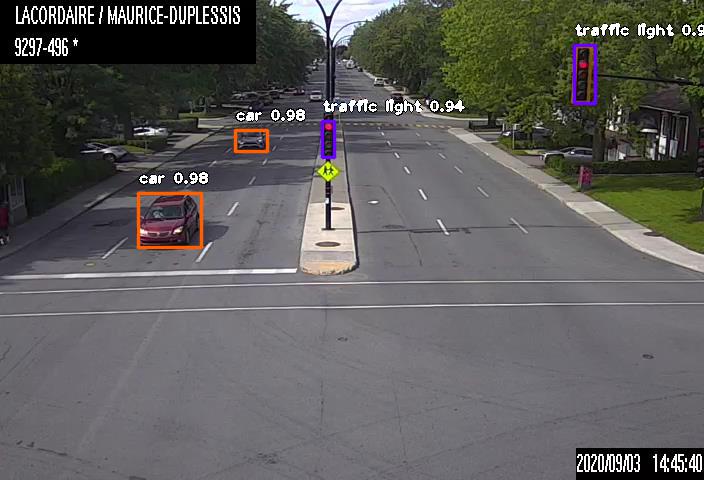 LACORDAIRE / MAURICE-DUPLESSIS
9297-496 *
traffic light 0.9
traffic light 0.94
car 0.98
car 0.98
2020/09/03 14:45:40